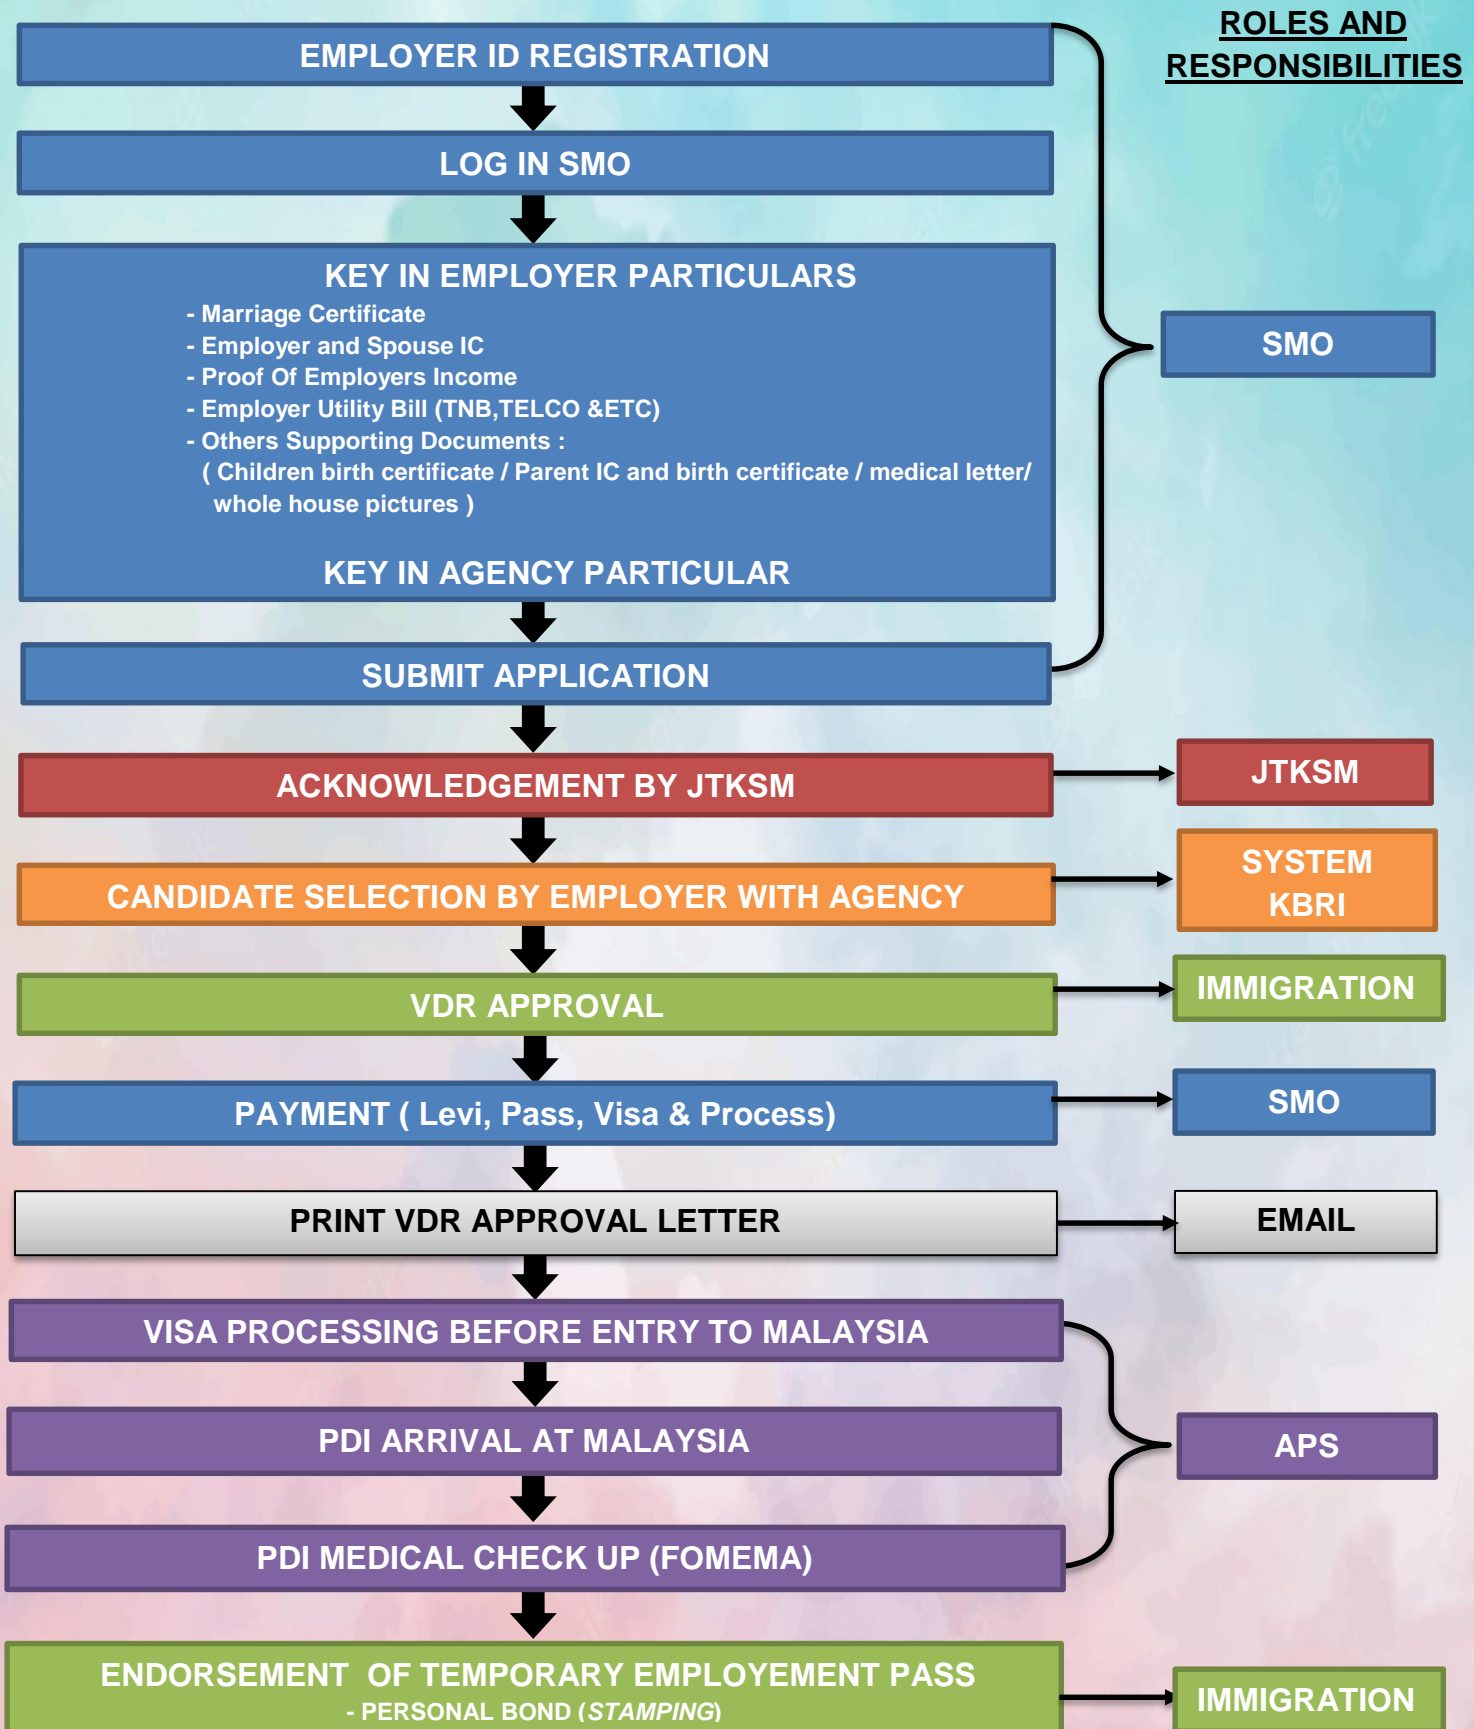 ROLES AND
RESPONSIBILITIES
EMPLOYER ID REGISTRATION
LOG IN SMO
KEY IN EMPLOYER PARTICULARS
- Marriage Certificate
- Employer and Spouse IC
- Proof Of Employers Income
- Employer Utility Bill (TNB,TELCO &ETC)
- Others Supporting Documents :
( Children birth certificate / Parent IC and birth certificate / medical letter/
whole house pictures )
KEY IN AGENCY PARTICULAR
SUBMIT APPLICATION
SMO
ACKNOWLEDGEMENT BY JTKSM
JTKSM
CANDIDATE SELECTION BY EMPLOYER WITH AGENCY
SYSTEM
KBRI
VDR APPROVAL
IMMIGRATION
PAYMENT ( Levi, Pass, Visa & Process)
SMO
PRINT VDR APPROVAL LETTER
EMAIL
VISA PROCESSING BEFORE ENTRY TO MALAYSIA
PDI ARRIVAL AT MALAYSIA
PDI MEDICAL CHECK UP (FOMEMA)
APS
ENDORSEMENT OF TEMPORARY EMPLOYEMENT PASS
- PERSONAL BOND (STAMPING)
IMMIGRATION